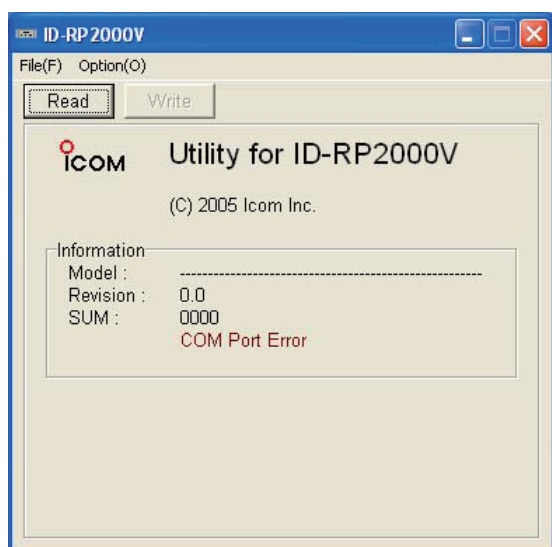 ID-RP2000V
File(F) Option(O)
Read Write
ICOM Utility for ID-RP2000V
(C) 2005 Icom Inc.
Information
Model : ------------------------------------------------------
Revision : 0.0
SUM : 0000
COM Port Error